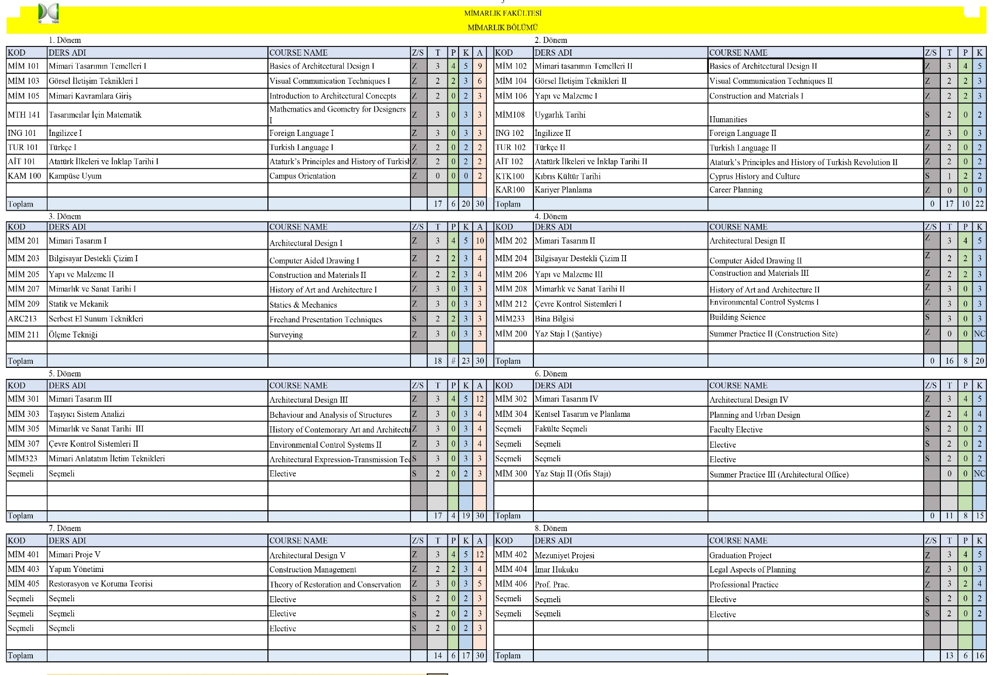 MİMARLIK FAKÜLTESİ
MİMARLIK BÖLÜMÜ
1. Dönem
KOD DERS ADI COURSE NAME Z/S T P K A
MİM 101 Mimari Tasarımın Temelleri I Basics of Architectural Design I Z 3 4 5 9
MİM 103 Görsel İletişim Teknikleri I Visual Communication Techniques I Z 2 2 3 6
MİM 105 Mimari Kavramlara Giriş Introduction to Architectural Concepts Z 2 0 2 3
MTH 141 Tasarımcılar İçin Matematik Mathematics and Geometry for Designers I Z 3 0 3 3
ING 101 İngilizce I Foreign Language I Z 3 0 3 3
TUR 101 Türkçe I Turkish Language I Z 2 0 2 2
AİT 101 Atatürk İlkeleri ve İnklap Tarihi I Ataturk's Principles and History of Turkish Z 2 0 2 2
KAM 100 Kampüse Uyum Campus Orientation Z 0 0 0 2
Toplam 17 6 20 30
2. Dönem
KOD DERS ADI COURSE NAME Z/S T P K
MİM 102 Mimari tasarımın Temelleri II Basics of Architectural Design II Z 3 4 5
MİM 104 Görsel İletişim Teknikleri II Visual Communication Techniques II Z 2 2 3
MİM 106 Yapı ve Malzeme I Construction and Materials I Z 2 2 3
MİM108 Uygarlık Tarihi Humanities S 2 0 2
ING 102 İngilizce II Foreign Language II Z 3 0 3
TUR 102 Türkçe II Turkish Language II Z 2 0 2
AİT 102 Atatürk İlkeleri ve İnklap Tarihi II Ataturk's Principles and History of Turkish Revolution II Z 2 0 2
KTK100 Kıbrıs Kültür Tarihi Cyprus History and Culture S 1 2 2
KAR100 Kariyer Planlama Career Planning Z 0 0 0
Toplam 0 17 10 22
3. Dönem
KOD DERS ADI COURSE NAME Z/S T P K A
MİM 201 Mimari Tasarım I Architectural Design I Z 3 4 5 10
MİM 203 Bilgisayar Destekli Çizim I Computer Aided Drawing I Z 2 2 3 4
MİM 205 Yapı ve Malzeme II Construction and Materials II Z 2 2 3 4
MİM 207 Mimarlık ve Sanat Tarihi I History of Art and Architecture I Z 3 0 3 3
MİM 209 Statik ve Mekanik Statics & Mechanics Z 3 0 3 3
ARC213 Serbest El Sunum Teknikleri Freehand Presentation Techniques S 2 2 3 3
MIM 211 Ölçme Tekniği Surveying Z 3 0 3 3
Toplam 18 # 23 30
4. Dönem
KOD DERS ADI COURSE NAME Z/S T P K
MİM 202 Mimari Tasarım II Architectural Design II Z 3 4 5
MİM 204 Bilgisayar Destekli Çizim II Computer Aided Drawing II Z 2 2 3
MİM 206 Yapı ve Malzeme III Construction and Materials III Z 2 2 3
MİM 208 Mimarlık ve Sanat Tarihi II History of Art and Architecture II Z 3 0 3
MİM 212 Çevre Kontrol Sistemleri I Environmental Control Systems I Z 3 0 3
MİM233 Bina Bilgisi Building Science S 3 0 3
MİM 200 Yaz Stajı I (Şantiye) Summer Practice II (Construction Site) Z 0 0 NC
Toplam 0 16 8 20
5. Dönem
KOD DERS ADI COURSE NAME Z/S T P K A
MİM 301 Mimari Tasarım III Architectural Design III Z 3 4 5 12
MİM 303 Taşıyıcı Sistem Analizi Behaviour and Analysis of Structures Z 3 0 3 4
MİM 305 Mimarlık ve Sanat Tarihi III History of Contemorary Art and Architectu Z 3 0 3 4
MİM 307 Çevre Kontrol Sistemleri II Environmental Control Systems II Z 3 0 3 4
MİM323 Mimari Anlatatım İletim Teknikleri Architectural Expression-Transmission Tec S 3 0 3 3
Seçmeli Seçmeli Elective S 2 0 2 3
Toplam 17 4 19 30
6. Dönem
KOD DERS ADI COURSE NAME Z/S T P K
MİM 302 Mimari Tasarım IV Architectural Design IV Z 3 4 5
MİM 304 Kentsel Tasarım ve Planlama Planning and Urban Design Z 2 4 4
Seçmeli Fakülte Seçmeli Faculty Elective S 2 0 2
Seçmeli Seçmeli Elective S 2 0 2
Seçmeli Seçmeli Elective S 2 0 2
MİM 300 Yaz Stajı II (Ofis Stajı) Summer Practice III (Architectural Office) 0 0 NC
Toplam 0 11 8 15
7. Dönem
KOD DERS ADI COURSE NAME Z/S T P K A
MİM 401 Mimari Proje V Architectural Design V Z 3 4 5 12
MİM 403 Yapım Yönetimi Construction Management Z 2 2 3 4
MİM 405 Restorasyon ve Koruma Teorisi Theory of Restoration and Conservation Z 3 0 3 5
Seçmeli Seçmeli Elective S 2 0 2 3
Seçmeli Seçmeli Elective S 2 0 2 3
Seçmeli Seçmeli Elective S 2 0 2 3
Toplam 14 6 17 30
8. Dönem
KOD DERS ADI COURSE NAME Z/S T P K
MİM 402 Mezuniyet Projesi Graduation Project Z 3 4 5
MİM 404 İmar Hukuku Legal Aspects of Planning Z 3 0 3
MİM 406 Prof. Prac. Professional Practice Z 3 2 4
Seçmeli Seçmeli Elective S 2 0 2
Seçmeli Seçmeli Elective S 2 0 2
Toplam 13 6 16